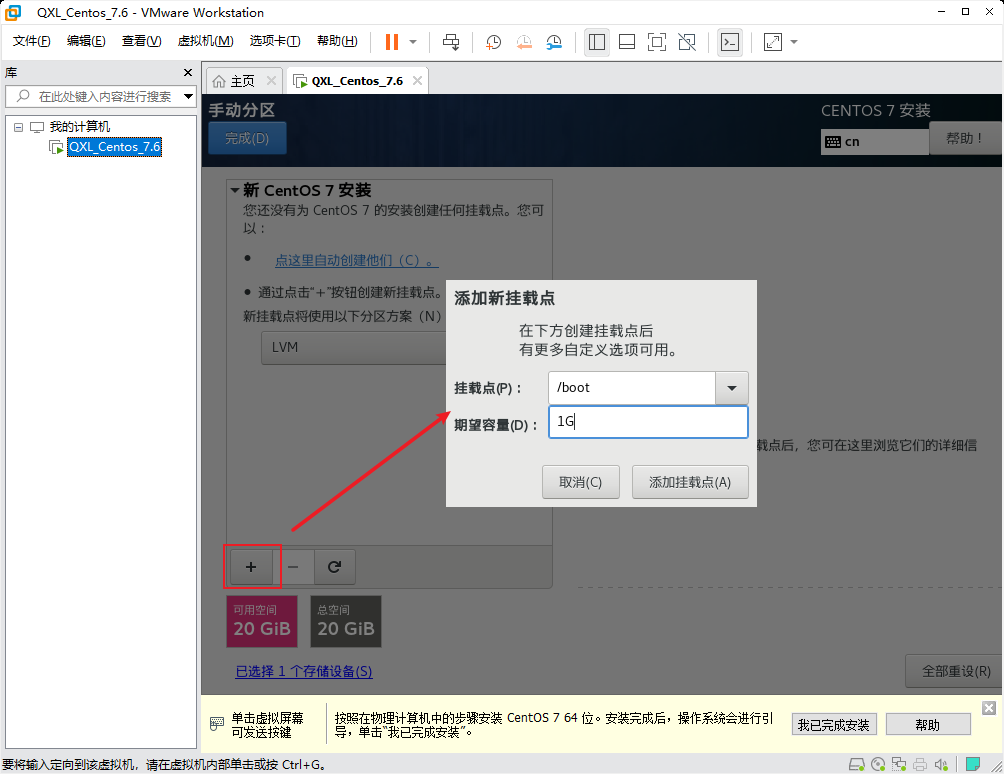 QXL_Centos_7.6 - VMware Workstation
文件(F) 编辑(E) 查看(V) 虚拟机(M) 选项卡(T) 帮助(H)
库
在此处键入内容进行搜索
我的计算机
QXL_Centos_7.6
主页
QXL_Centos_7.6
手动分区
完成(D)
CENTOS 7 安装
cn
帮助！
新 CentOS 7 安装
您还没有为 CentOS 7 的安装创建任何挂载点。您可
以：
点这里自动创建他们（C）。
通过点击“+”按钮创建新挂载点。
新挂载点将使用以下分区方案（N）
LVM
添加新挂载点
在下方创建挂载点后
有更多自定义选项可用。
挂载点(P)：
/boot
期望容量(D)：
1G
取消(C)
添加挂载点(A)
载点后，您可在这里浏览它们的详细信
+
−
可用空间
20 GiB
总空间
20 GiB
已选择 1 个存储设备(S)
全部重设(R)
单击虚拟屏幕
可发送按键
按照在物理计算机中的步骤安装 CentOS 7 64 位。安装完成后，操作系统会进行引
导，单击“我已完成安装”。
我已完成安装
帮助
要将输入定向到该虚拟机，请在虚拟机内部单击或按 Ctrl+G。